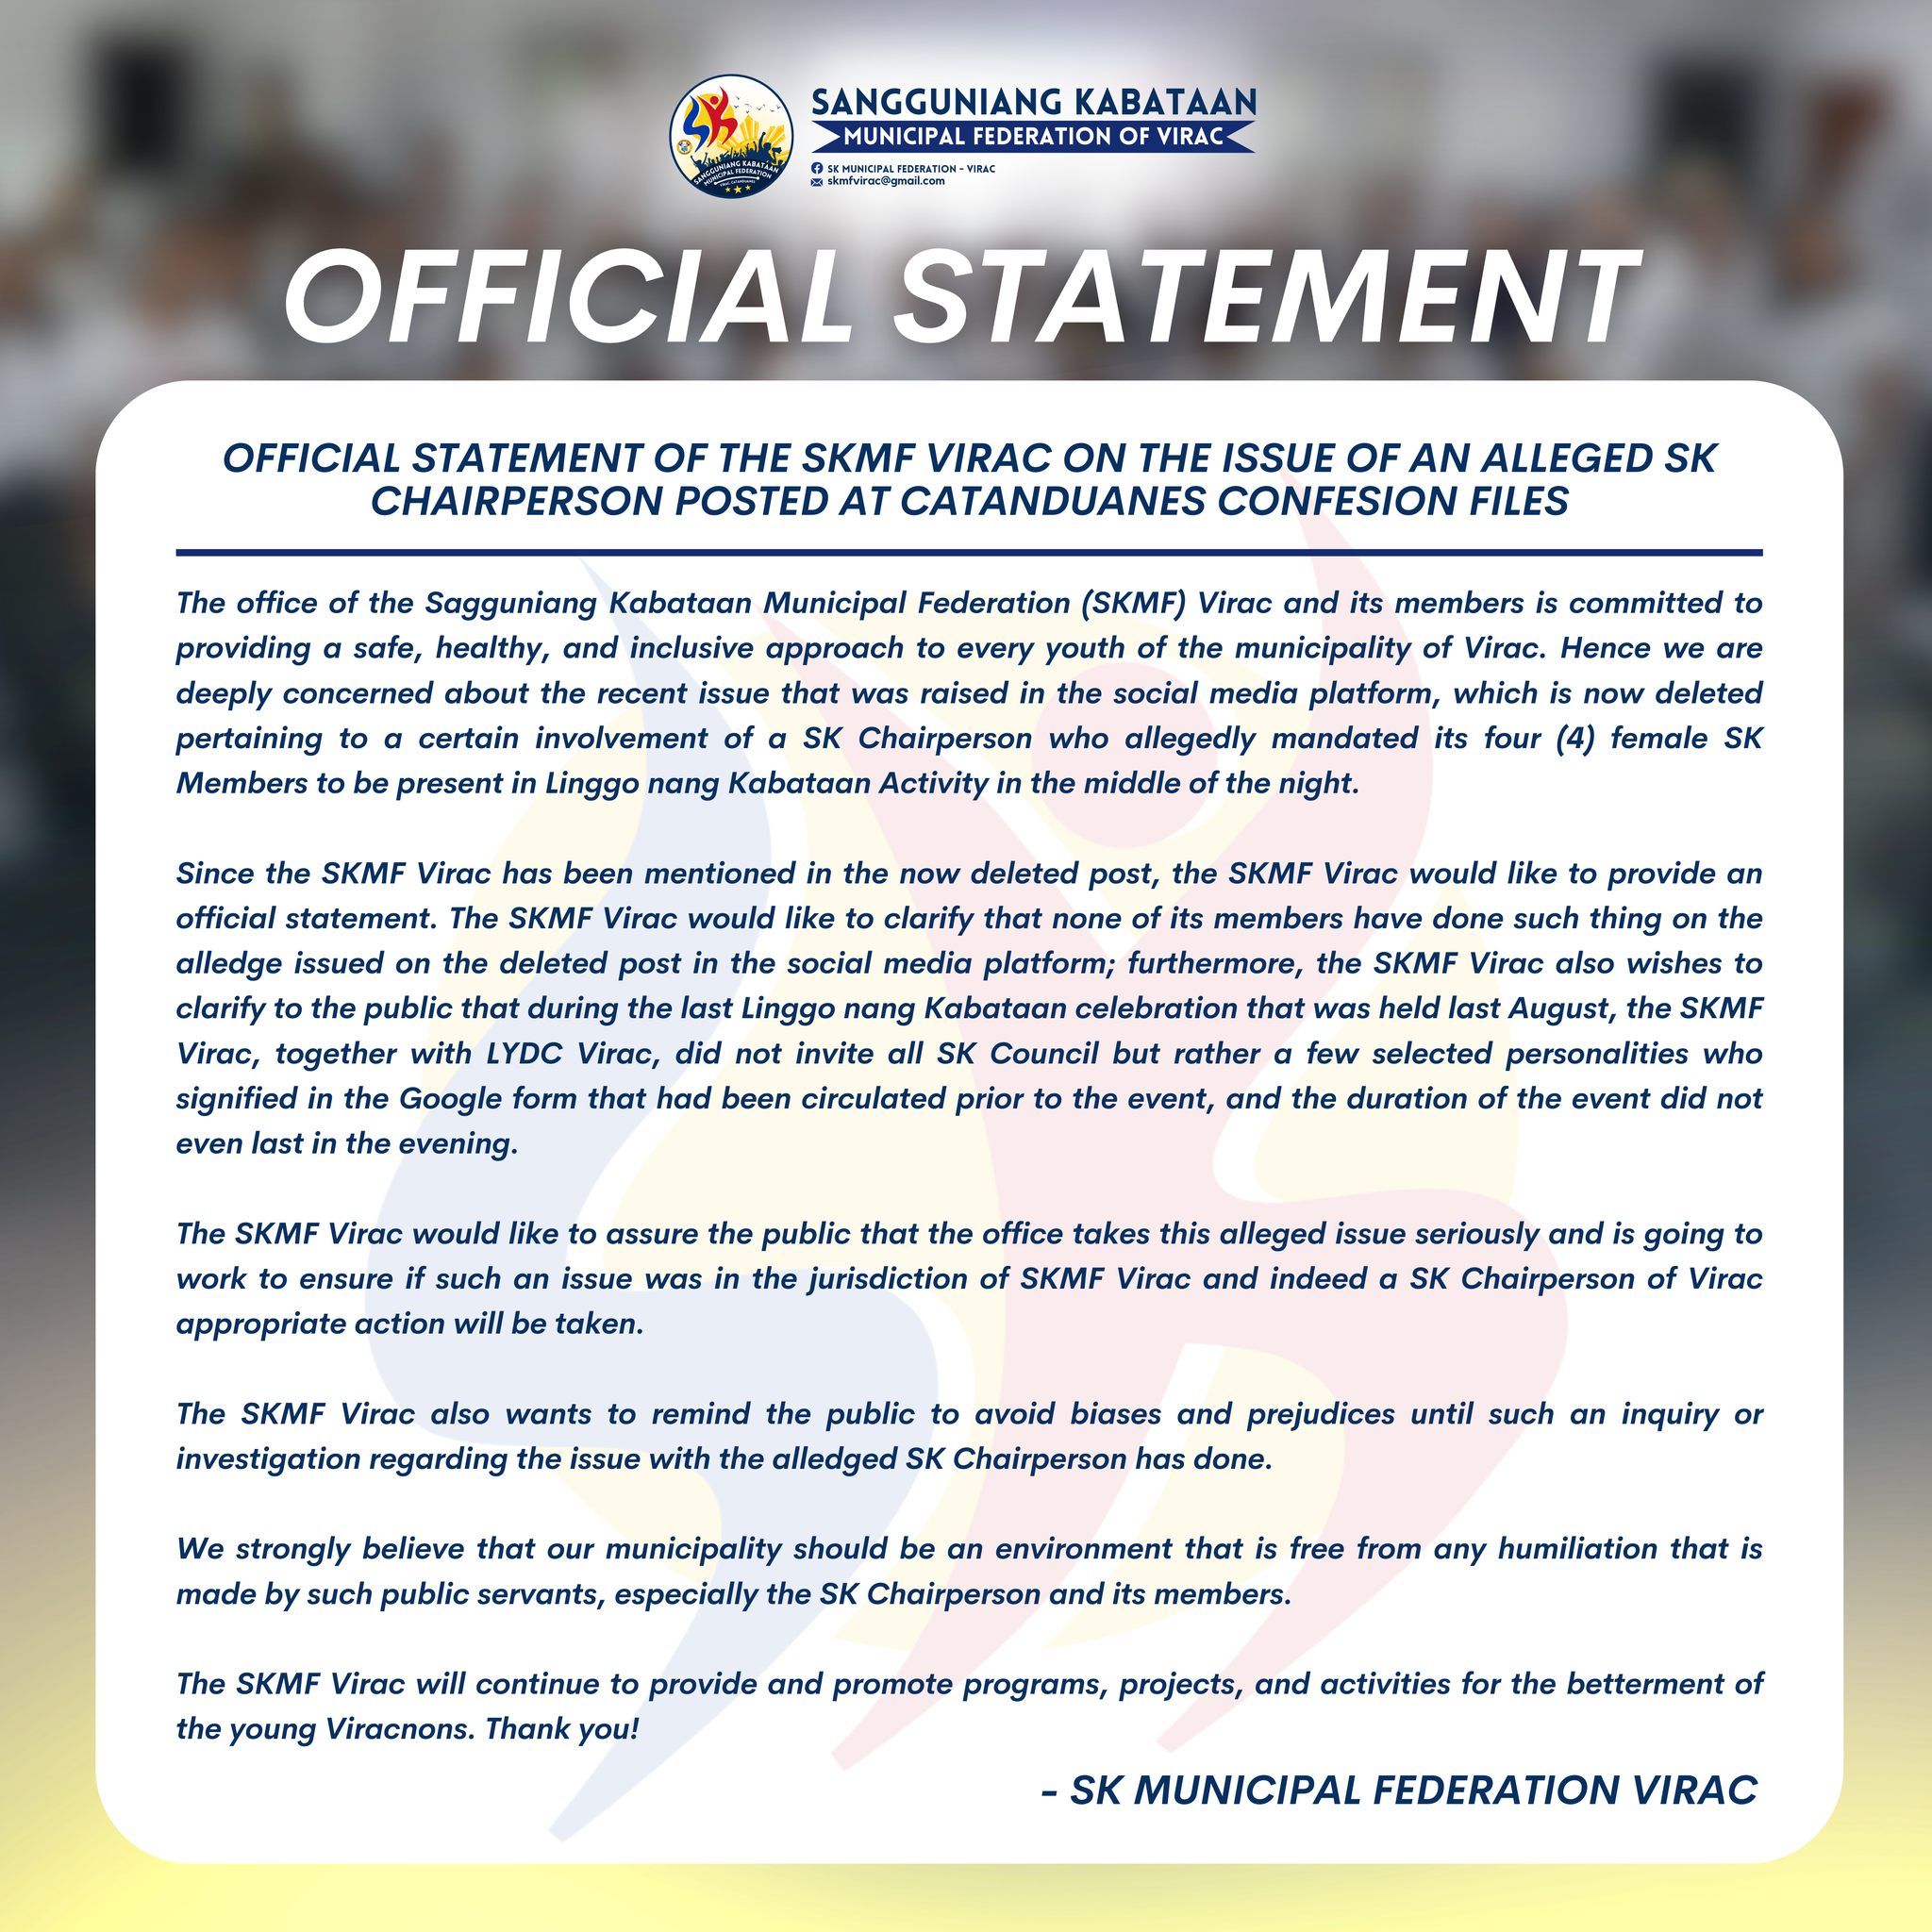 SANGGUNIANG KABATAAN
MUNICIPAL FEDERATION OF VIRAC
SK MUNICIPAL FEDERATION - VIRAC
skmfvirac@gmail.com
SANGGUNIANG KABATAAN
MUNICIPAL FEDERATION
VIRAC, CATANDUANES
OFFICIAL STATEMENT
OFFICIAL STATEMENT OF THE SKMF VIRAC ON THE ISSUE OF AN ALLEGED SK
CHAIRPERSON POSTED AT CATANDUANES CONFESION FILES
The office of the Sagguniang Kabataan Municipal Federation (SKMF) Virac and its members is committed to
providing a safe, healthy, and inclusive approach to every youth of the municipality of Virac. Hence we are
deeply concerned about the recent issue that was raised in the social media platform, which is now deleted
pertaining to a certain involvement of a SK Chairperson who allegedly mandated its four (4) female SK
Members to be present in Linggo nang Kabataan Activity in the middle of the night.
Since the SKMF Virac has been mentioned in the now deleted post, the SKMF Virac would like to provide an
official statement. The SKMF Virac would like to clarify that none of its members have done such thing on the
alledge issued on the deleted post in the social media platform; furthermore, the SKMF Virac also wishes to
clarify to the public that during the last Linggo nang Kabataan celebration that was held last August, the SKMF
Virac, together with LYDC Virac, did not invite all SK Council but rather a few selected personalities who
signified in the Google form that had been circulated prior to the event, and the duration of the event did not
even last in the evening.
The SKMF Virac would like to assure the public that the office takes this alleged issue seriously and is going to
work to ensure if such an issue was in the jurisdiction of SKMF Virac and indeed a SK Chairperson of Virac
appropriate action will be taken.
The SKMF Virac also wants to remind the public to avoid biases and prejudices until such an inquiry or
investigation regarding the issue with the alledged SK Chairperson has done.
We strongly believe that our municipality should be an environment that is free from any humiliation that is
made by such public servants, especially the SK Chairperson and its members.
The SKMF Virac will continue to provide and promote programs, projects, and activities for the betterment of
the young Viracnons. Thank you!
- SK MUNICIPAL FEDERATION VIRAC